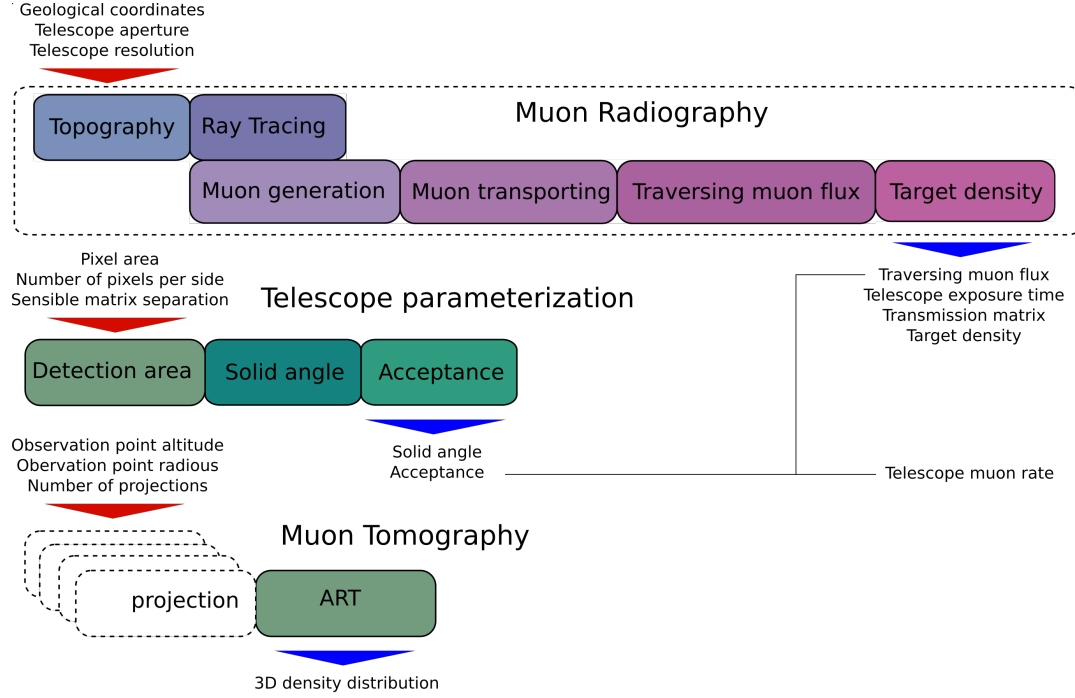 Geological coordinates
Telescope aperture
Telescope resolution
Muon Radiography
Topography
Ray Tracing
Muon generation
Muon transporting
Traversing muon flux
Target density
Pixel area
Number of pixels per side
Sensible matrix separation
Telescope parameterization
Traversing muon flux
Telescope exposure time
Transmission matrix
Target density
Detection area
Solid angle
Acceptance
Solid angle
Acceptance
Telescope muon rate
Observation point altitude
Obervation point radious
Number of projections
Muon Tomography
projection
ART
3D density distribution